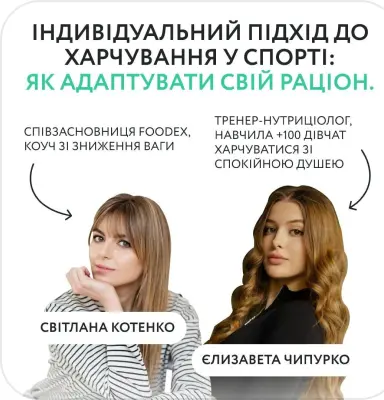 ІНДИВІДУАЛЬНИЙ ПІДХІД ДО
ХАРЧУВАННЯ У СПОРТІ:
ЯК АДАПТУВАТИ СВІЙ РАЦІОН.
СПІВЗАСНОВНИЦЯ FOODEX,
КОУЧ ЗІ ЗНИЖЕННЯ ВАГИ
ТРЕНЕР-НУТРИЦІОЛОГ,
НАВЧИЛА +100 ДІВЧАТ
ХАРЧУВАТИСЯ ЗІ
СПОКІЙНОЮ ДУШЕЮ
СВІТЛАНА КОТЕНКО
ЄЛИЗАВЕТА ЧИПУРКО